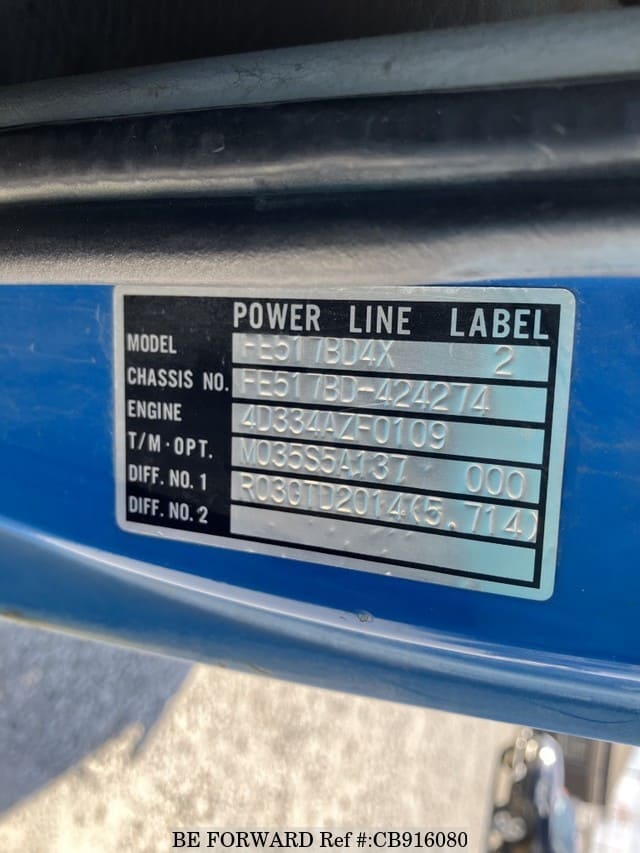 POWER LINE LABEL
MODEL FE517BD4X 2
CHASSIS NO. FE517BD-424274
ENGINE 4D334AZF0109
T/M·OPT. M035S5A137 000
DIFF. NO. 1 R03GTD2014(5.714)
DIFF. NO. 2
BE FORWARD Ref #:CB916080